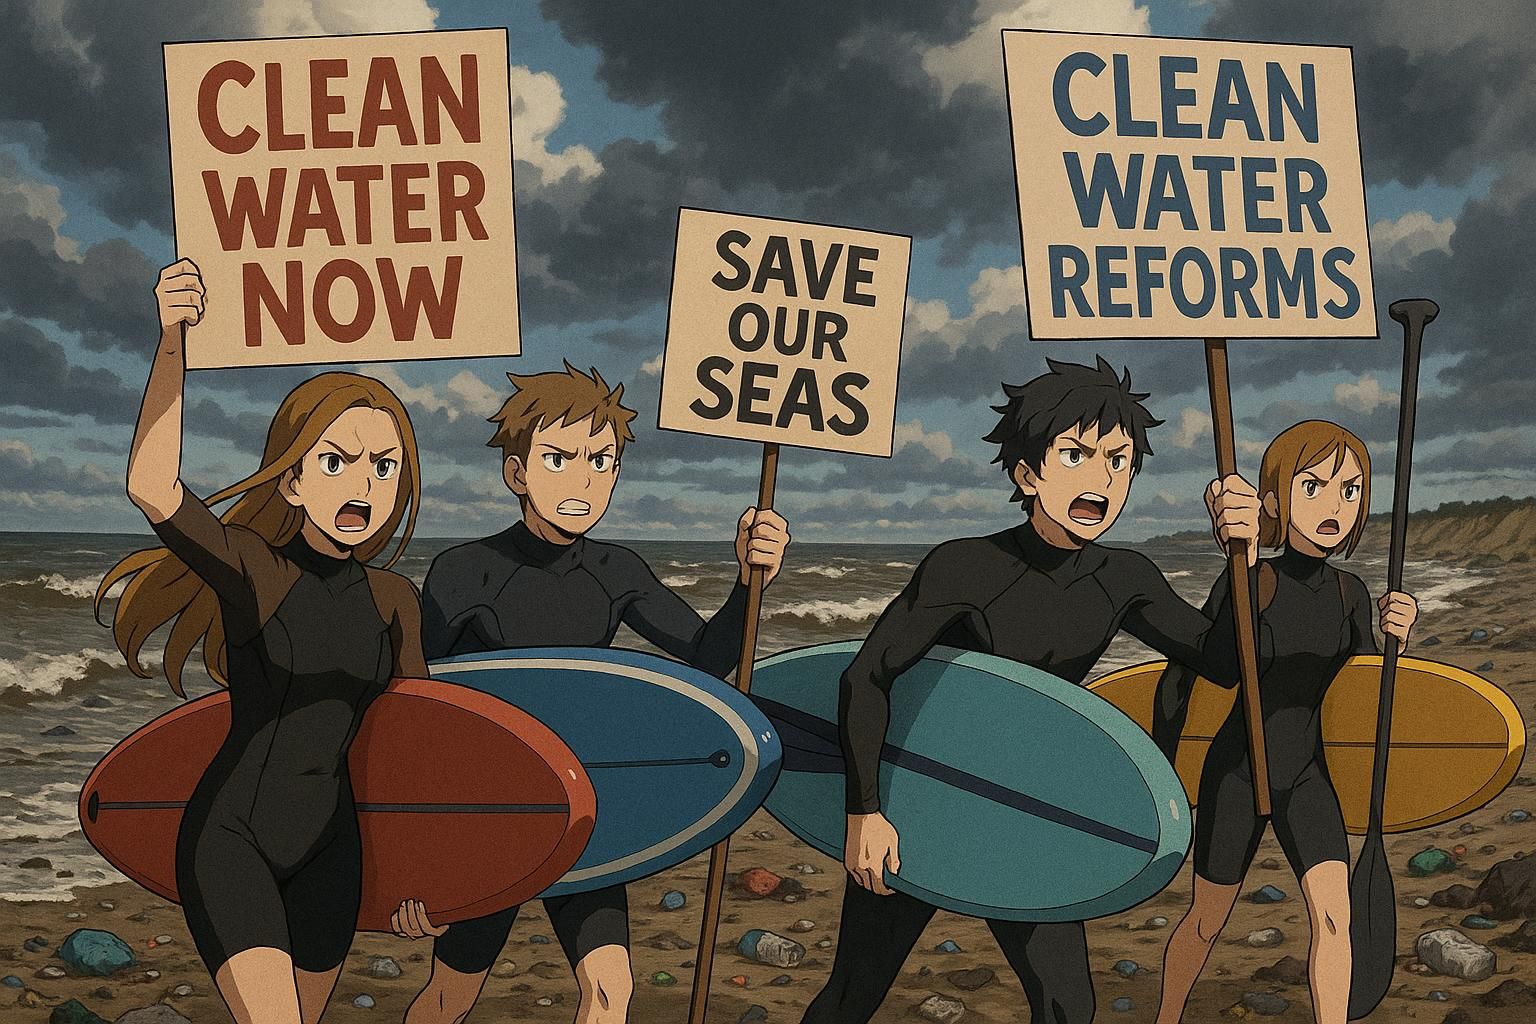 CLEAN
WATER
NOW
SAVE
OUR
SEAS
CLEAN
WATER
REFORMS